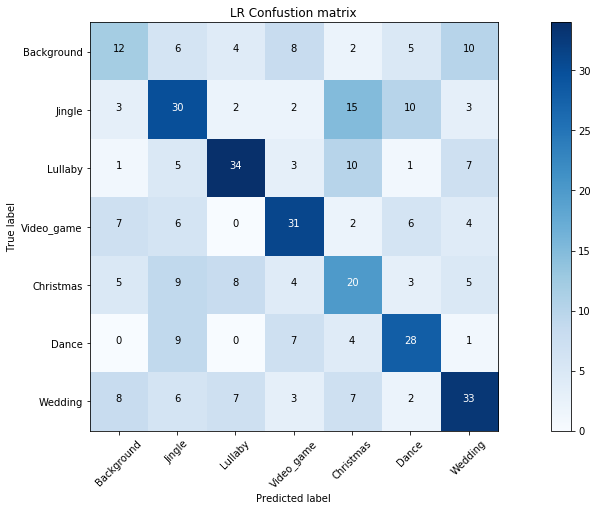 LR Confustion matrix
True label
Background 12 6 4 8 2 5 10
Jingle 3 30 2 2 15 10 3
Lullaby 1 5 34 3 10 1 7
Video_game 7 6 0 31 2 6 4
Christmas 5 9 8 4 20 3 5
Dance 0 9 0 7 4 28 1
Wedding 8 6 7 3 7 2 33
Background Jingle Lullaby Video_game Christmas Dance Wedding
Predicted label
30
25
20
15
10
5
0